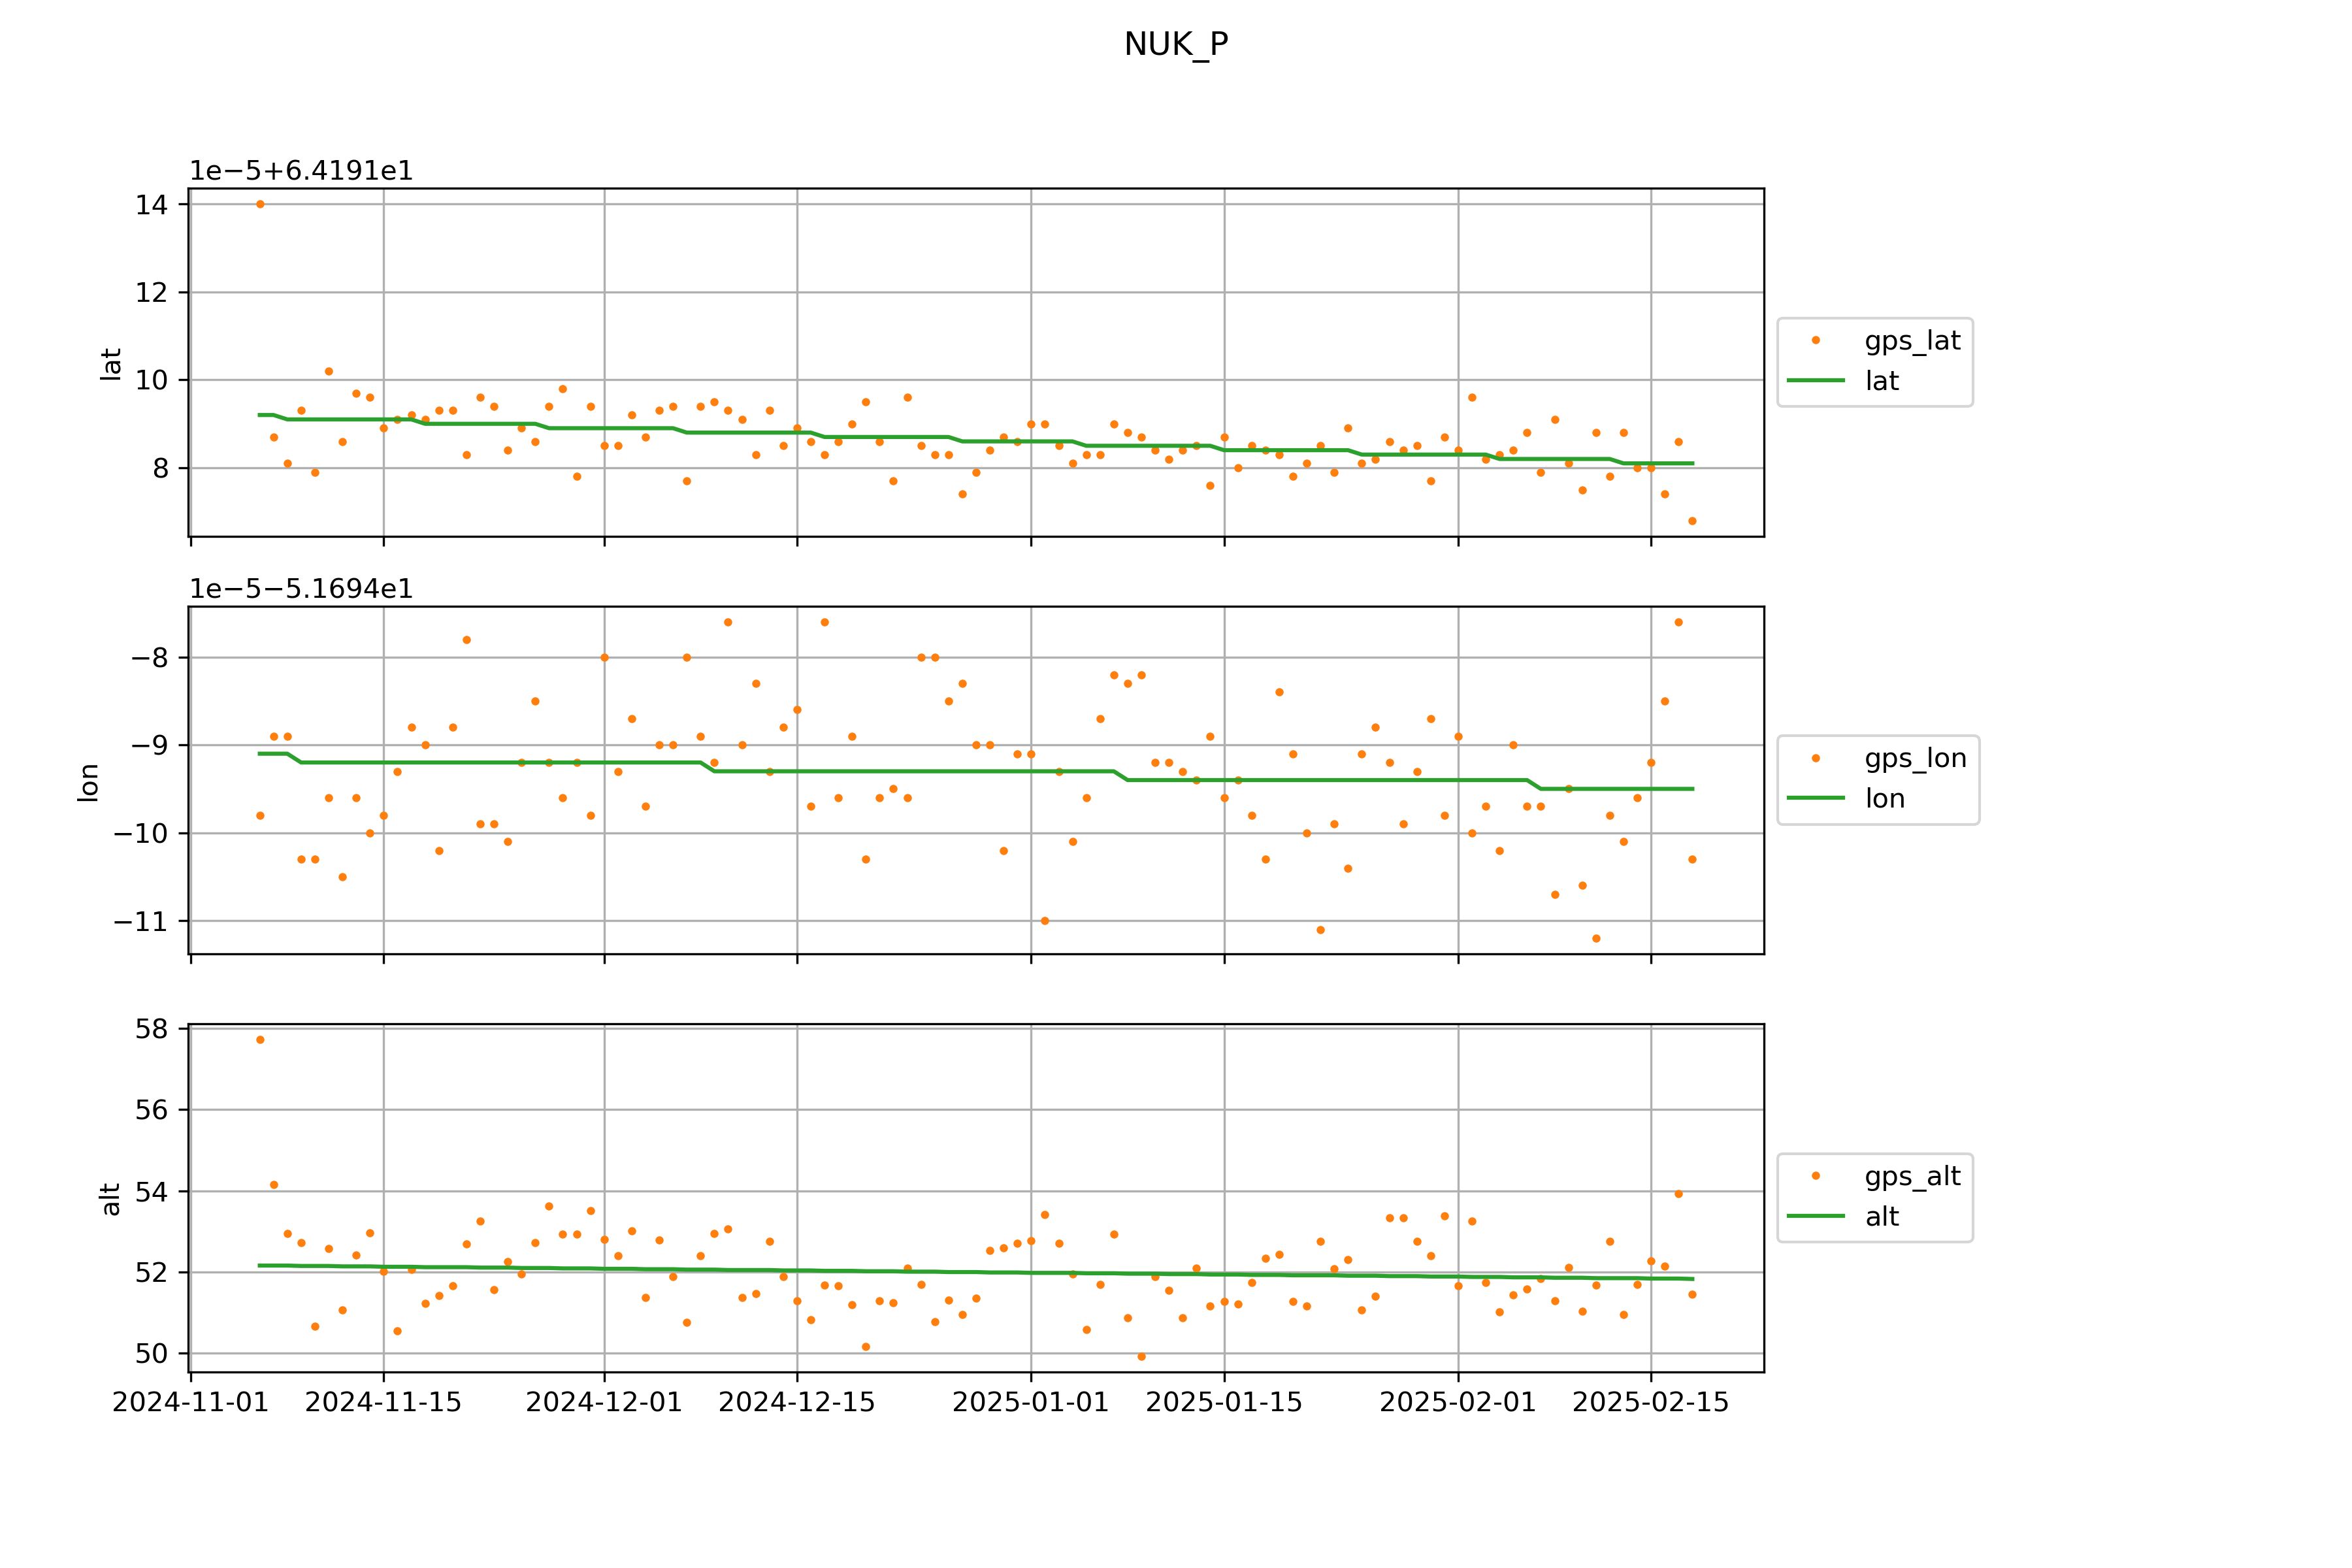 NUK_P
1e−5+6.4191e1
14
12
10
8
lat
gps_lat
lat
1e−5−5.1694e1
−8
−9
−10
−11
lon
gps_lon
lon
58
56
54
52
50
alt
gps_alt
alt
2024-11-01 2024-11-15 2024-12-01 2024-12-15 2025-01-01 2025-01-15 2025-02-01 2025-02-15